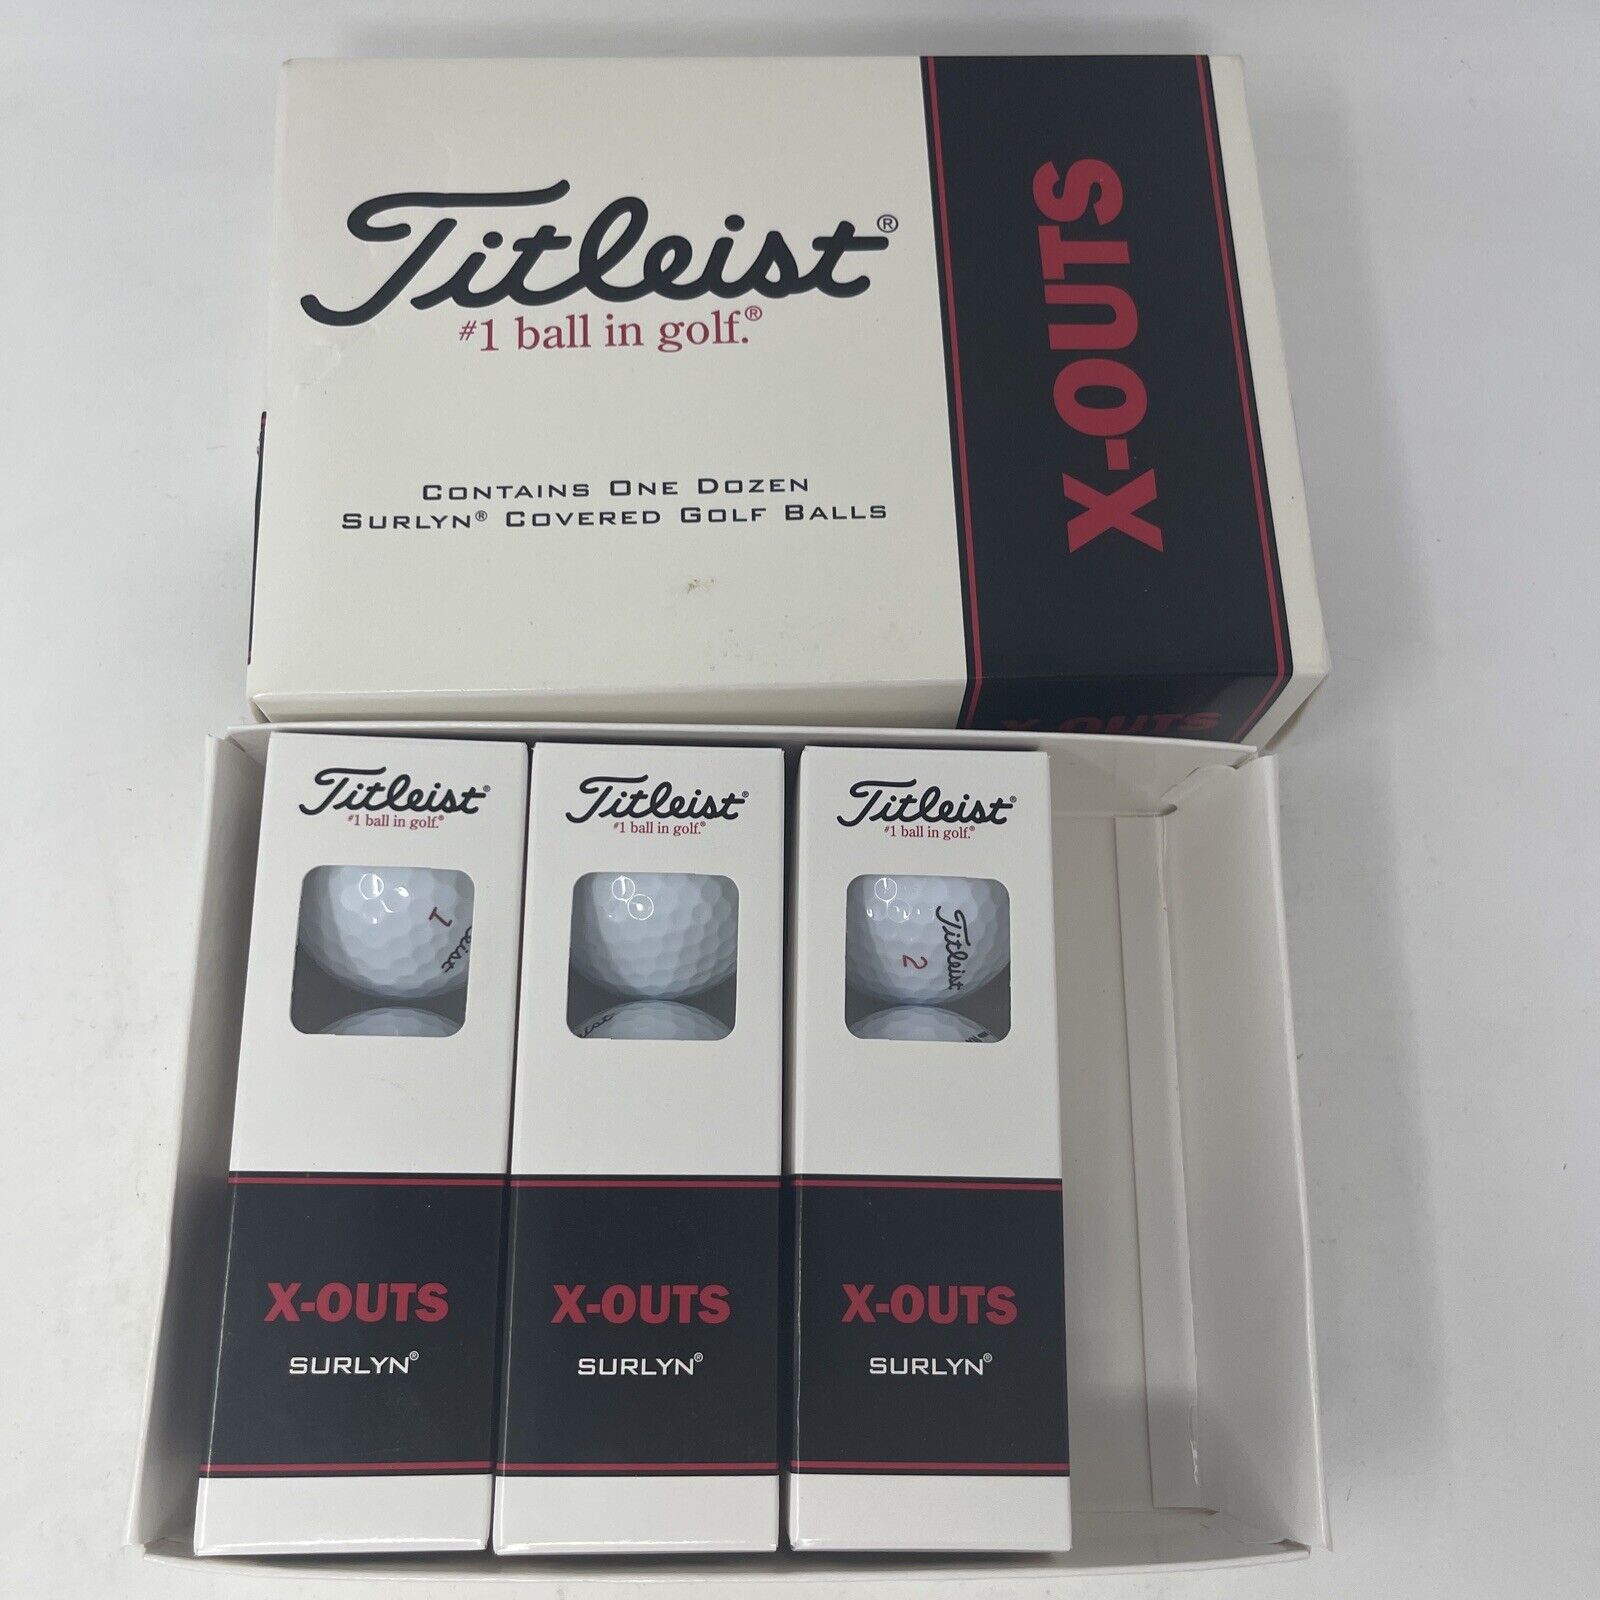 Titleist®
#1 ball in golf.®
CONTAINS ONE DOZEN
SURLYN® COVERED GOLF BALLS
X-OUTS
X-OUTS
Titleist®
#1 ball in golf.®
1
leist
X-OUTS
SURLYN®
Titleist®
#1 ball in golf.®
X-OUTS
SURLYN®
Titleist®
#1 ball in golf.®
Titleist
2
X-OUTS
SURLYN®